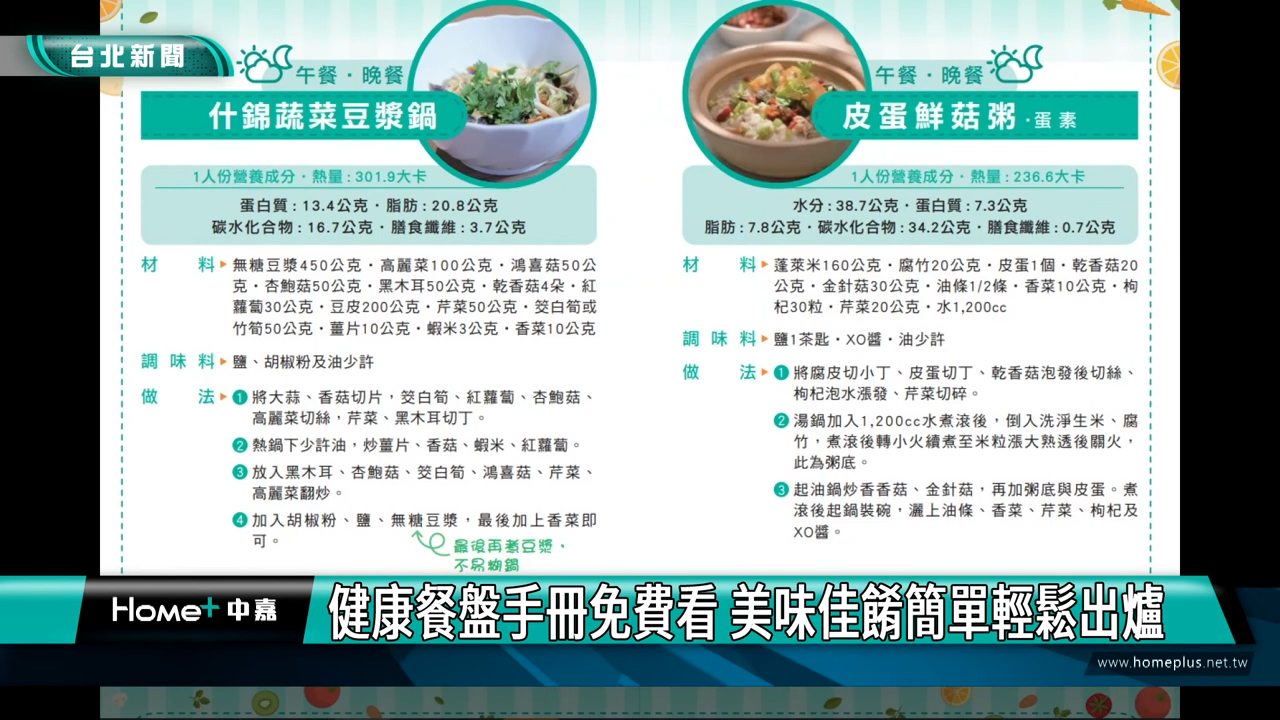 台北新聞
午餐・晚餐
什錦蔬菜豆漿鍋
1人份營養成分・熱量:301.9大卡
蛋白質:13.4公克・脂肪:20.8公克
碳水化合物:16.7公克・膳食纖維:3.7公克
材料▸無糖豆漿450公克・高麗菜100公克・鴻喜菇50公
克・杏鮑菇50公克・黑木耳50公克・乾香菇4朵・紅
蘿蔔30公克・豆皮200公克・芹菜50公克・筊白筍或
竹筍50公克・薑片10公克・蝦米3公克・香菜10公克
調味料▸鹽、胡椒粉及油少許
做法▸1將大蒜、香菇切片，筊白筍、紅蘿蔔、杏鮑菇、
高麗菜切絲，芹菜、黑木耳切丁。
2熱鍋下少許油，炒薑片、香菇、蝦米、紅蘿蔔。
3放入黑木耳、杏鮑菇、筊白筍、鴻喜菇、芹菜、
高麗菜翻炒。
4加入胡椒粉、鹽、無糖豆漿，最後加上香菜即
可。
最後再煮豆漿，
不易糊鍋
午餐・晚餐
皮蛋鮮菇粥・蛋素
1人份營養成分・熱量:236.6大卡
水分:38.7公克・蛋白質:7.3公克
脂肪:7.8公克・碳水化合物:34.2公克・膳食纖維:0.7公克
材料▸蓬萊米160公克・腐竹20公克・皮蛋1個・乾香菇20
公克・金針菇30公克・油條1/2條・香菜10公克・枸
杞30粒・芹菜20公克・水1,200cc
調味料▸鹽1茶匙・XO醬・油少許
做法▸1將腐皮切小丁、皮蛋切丁、乾香菇泡發後切絲、
枸杞泡水漲發、芹菜切碎。
2湯鍋加入1,200cc水煮滾後，倒入洗淨生米、腐
竹，煮滾後轉小火續煮至米粒漲大熟透後關火，
此為粥底。
3起油鍋炒香香菇、金針菇，再加粥底與皮蛋。煮
滾後起鍋裝碗，灑上油條、香菜、芹菜、枸杞及
XO醬。
Home+中嘉
健康餐盤手冊免費看 美味佳餚簡單輕鬆出爐
www.homeplus.net.tw